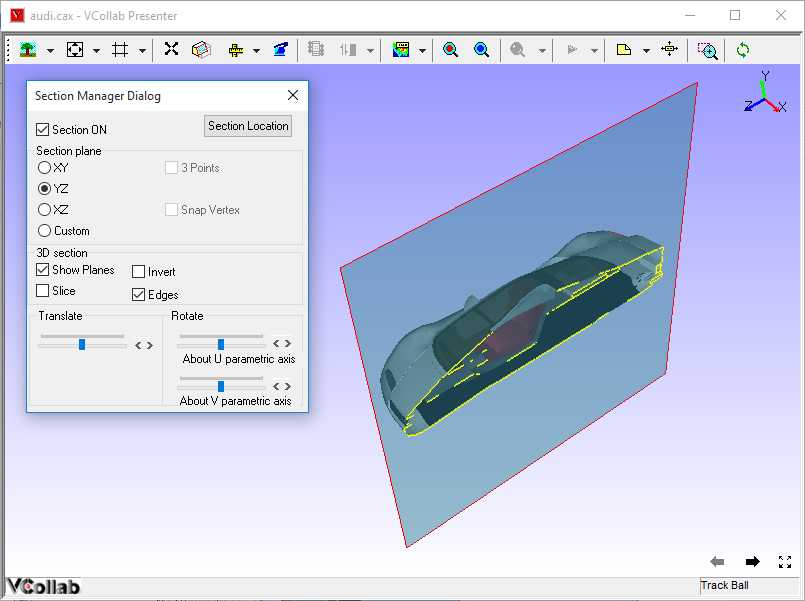 audi.cax - VCollab Presenter
Section Manager Dialog
Section ON
Section Location
Section plane
XY
3 Points
YZ
XZ
Snap Vertex
Custom
3D section
Show Planes
Invert
Slice
Edges
Translate
Rotate
< >
< >
About U parametric axis
< >
About V parametric axis
Y
Z
X
VCollab
Track Ball